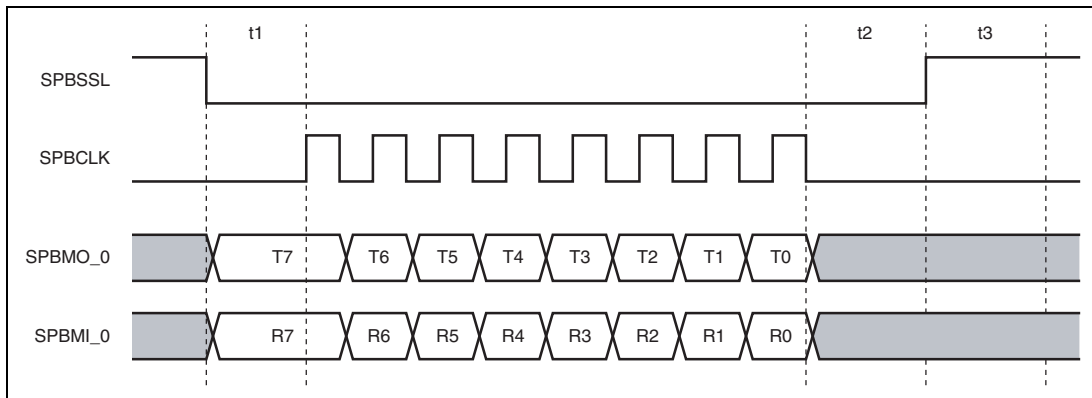 t1 t2 t3
SPBSSL
SPBCLK
SPBMO_0 T7 T6 T5 T4 T3 T2 T1 T0
SPBMI_0 R7 R6 R5 R4 R3 R2 R1 R0